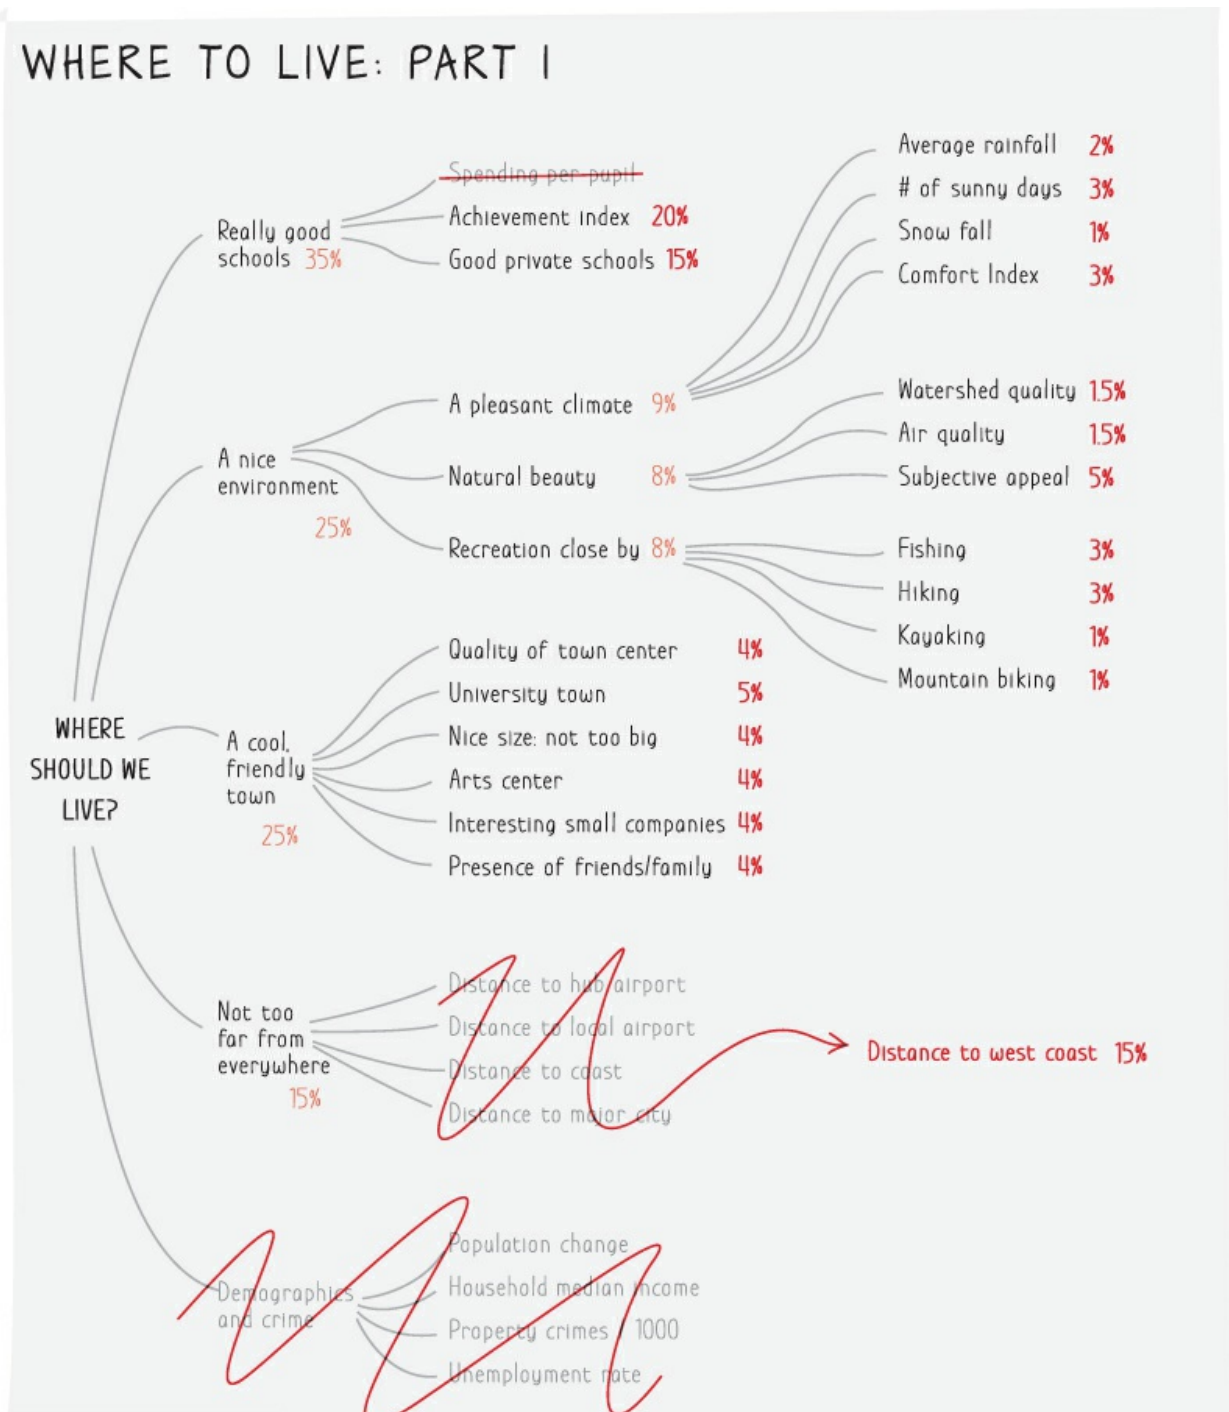 WHERE TO LIVE: PART I
Spending per pupil
Really good
schools 35%
Achievement index 20%
Good private schools 15%
Average rainfall 2%
# of sunny days 3%
Snow fall 1%
Comfort Index 3%
A nice
environment
25%
A pleasant climate 9%
Natural beauty 8%
Recreation close by 8%
Watershed quality 1.5%
Air quality 1.5%
Subjective appeal 5%
Fishing 3%
Hiking 3%
Kayaking 1%
Mountain biking 1%
WHERE
SHOULD WE
LIVE?
A cool,
friendly
town
25%
Quality of town center 4%
University town 5%
Nice size: not too big 4%
Arts center 4%
Interesting small companies 4%
Presence of friends/family 4%
Not too
far from
everywhere
15%
Distance to hub airport
Distance to local airport
Distance to coast
Distance to major city
Distance to west coast 15%
Demographics
and crime
Population change
Household median income
Property crimes / 1000
Unemployment rate